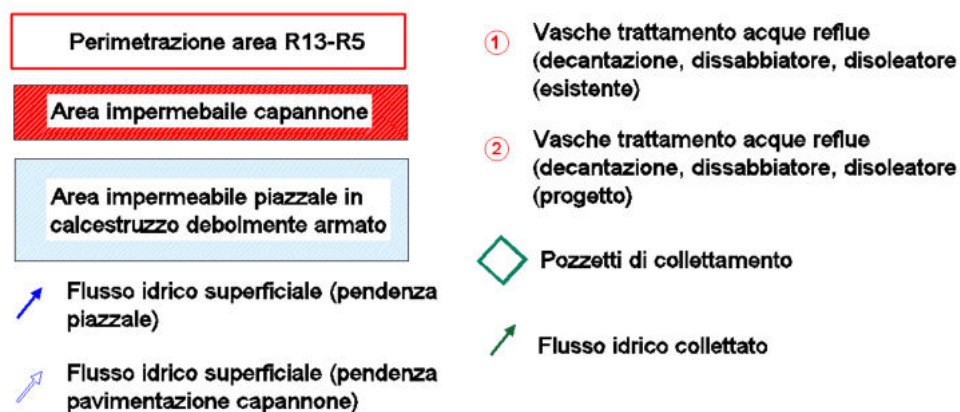 Perimetrazione area R13-R5
Area impermebaile capannone
Area impermeabile piazzale in
calcestruzzo debolmente armato
Flusso idrico superficiale (pendenza
piazzale)
Flusso idrico superficiale (pendenza
pavimentazione capannone)
1
Vasche trattamento acque reflue
(decantazione, dissabbiatore, disoleatore
(esistente)
2
Vasche trattamento acque reflue
(decantazione, dissabbiatore, disoleatore
(progetto)
Pozzetti di collettamento
Flusso idrico collettato